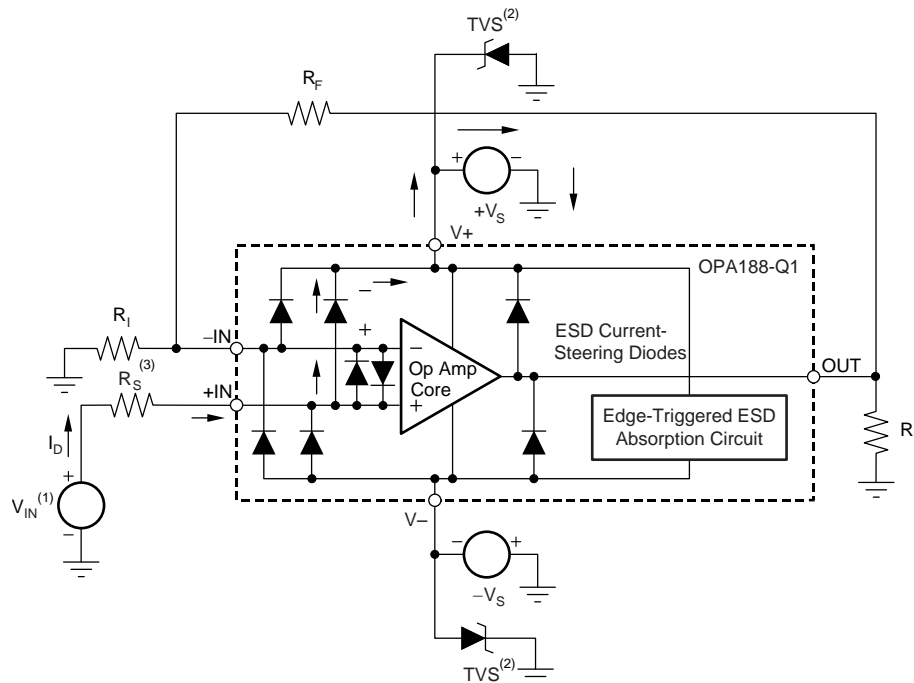 TVS(2)
RF
+ −
+VS
V+
OPA188-Q1
−
RI
−IN
+
−
ESD Current-
Steering Diodes
OUT
RS(3)
+IN
Op Amp
Core
+
Edge-Triggered ESD
Absorption Circuit
R
ID
+
VIN(1)
−
V−
− +
−VS
TVS(2)